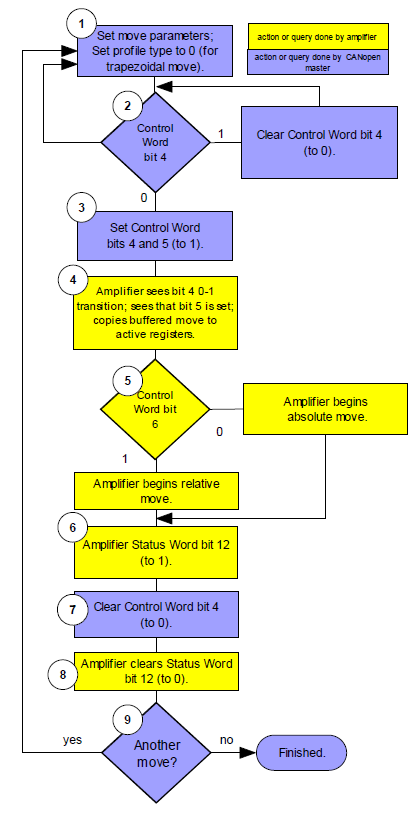 1
Set move parameters;
Set profile type to 0 (for
trapezoidal move).
action or query done by amplifier
action or query done by CANopen
master
2
Control
Word
bit 4
1
Clear Control Word bit 4
(to 0).
0
3
Set Control Word
bits 4 and 5 (to 1).
4
Amplifier sees bit 4 0-1
transition; sees that bit 5 is set;
copies buffered move to
active registers.
5
Control
Word bit
6
0
Amplifier begins
absolute move.
1
Amplifier begins relative
move.
6
Amplifier Status Word bit 12
(to 1).
7
Clear Control Word bit 4
(to 0).
8
Amplifier clears Status Word
bit 12 (to 0).
9
Another
move?
yes
no
Finished.